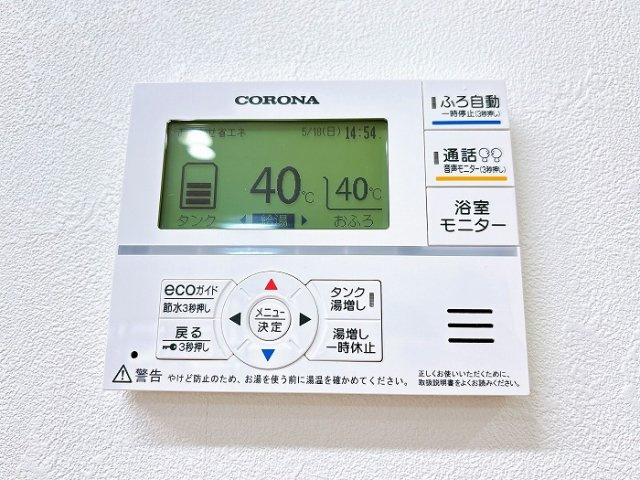 CORONA
せ省エネ 5/18(日) 14:54
40℃ 40℃
タンク 給湯 おふろ
ふろ自動
一時停止(3秒押し)
通話
音声モニター(3秒押し)
浴室
モニター
ecoガイド
節水3秒押し
戻る
3秒押し
メニュー
決定
タンク
湯増し
湯増し
一時休止
警告 やけど防止のため、お湯を使う前に湯温を確かめてください。
正しくお使いいただくために、
取扱説明書をよくお読みください。